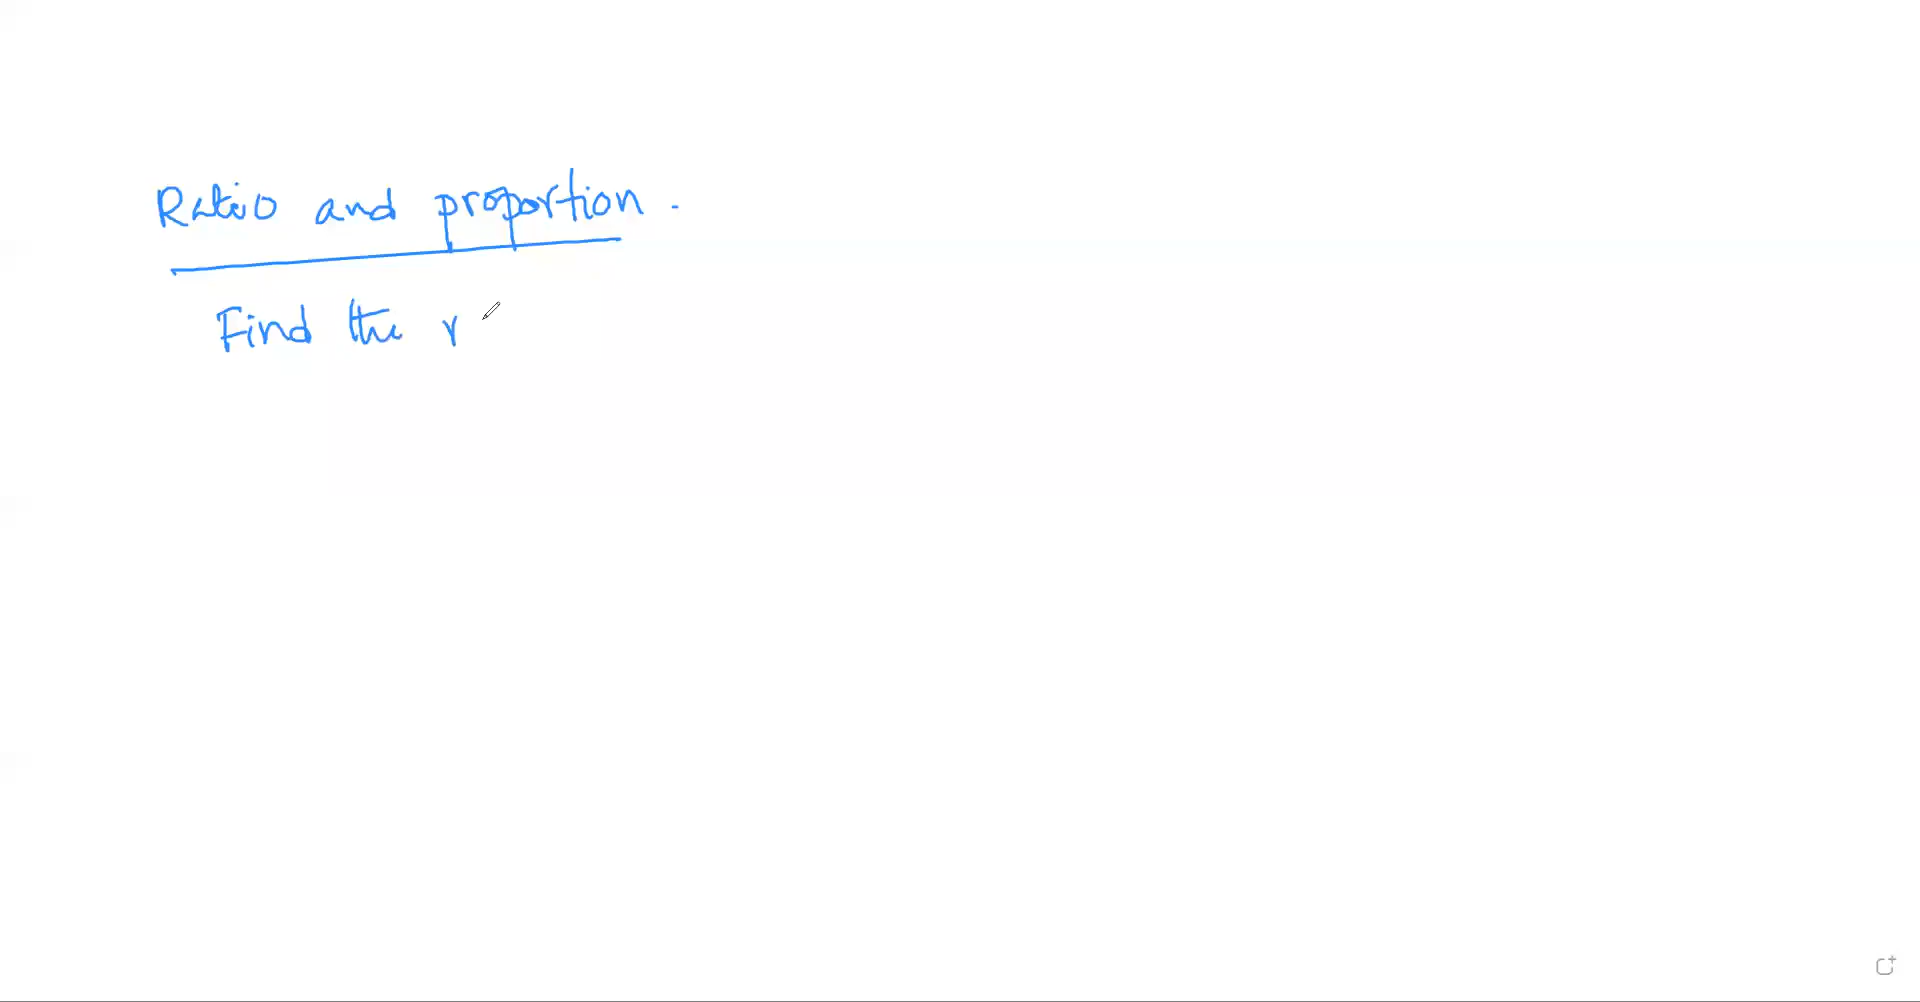 Ratio and proportion.
Find the r